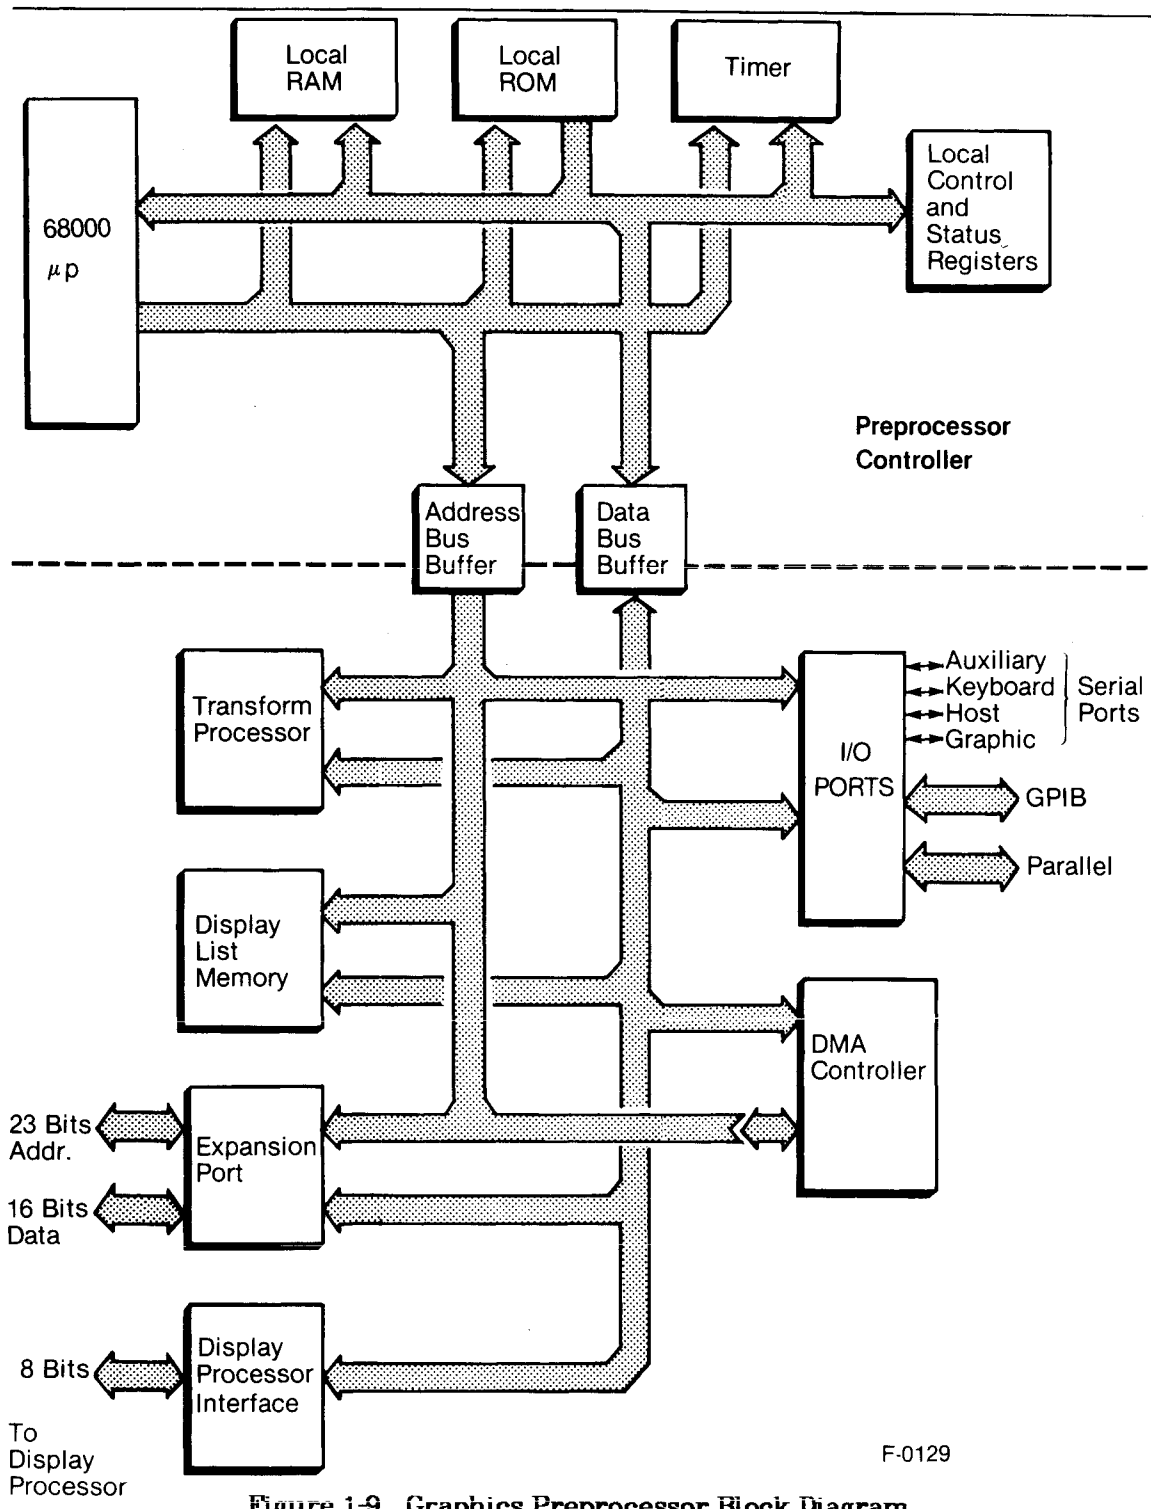 Local
RAM
Local
ROM
Timer
68000
μp
Local
Control
and
Status
Registers
Preprocessor
Controller
Address
Bus
Buffer
Data
Bus
Buffer
Transform
Processor
I/O
PORTS
Auxiliary
Keyboard
Host
Graphic
Serial
Ports
GPIB
Parallel
Display
List
Memory
DMA
Controller
23 Bits
Addr.
Expansion
Port
16 Bits
Data
8 Bits
Display
Processor
Interface
To
Display
Processor
F-0129
Figure 1-9 Graphics Preprocessor Block Diagram